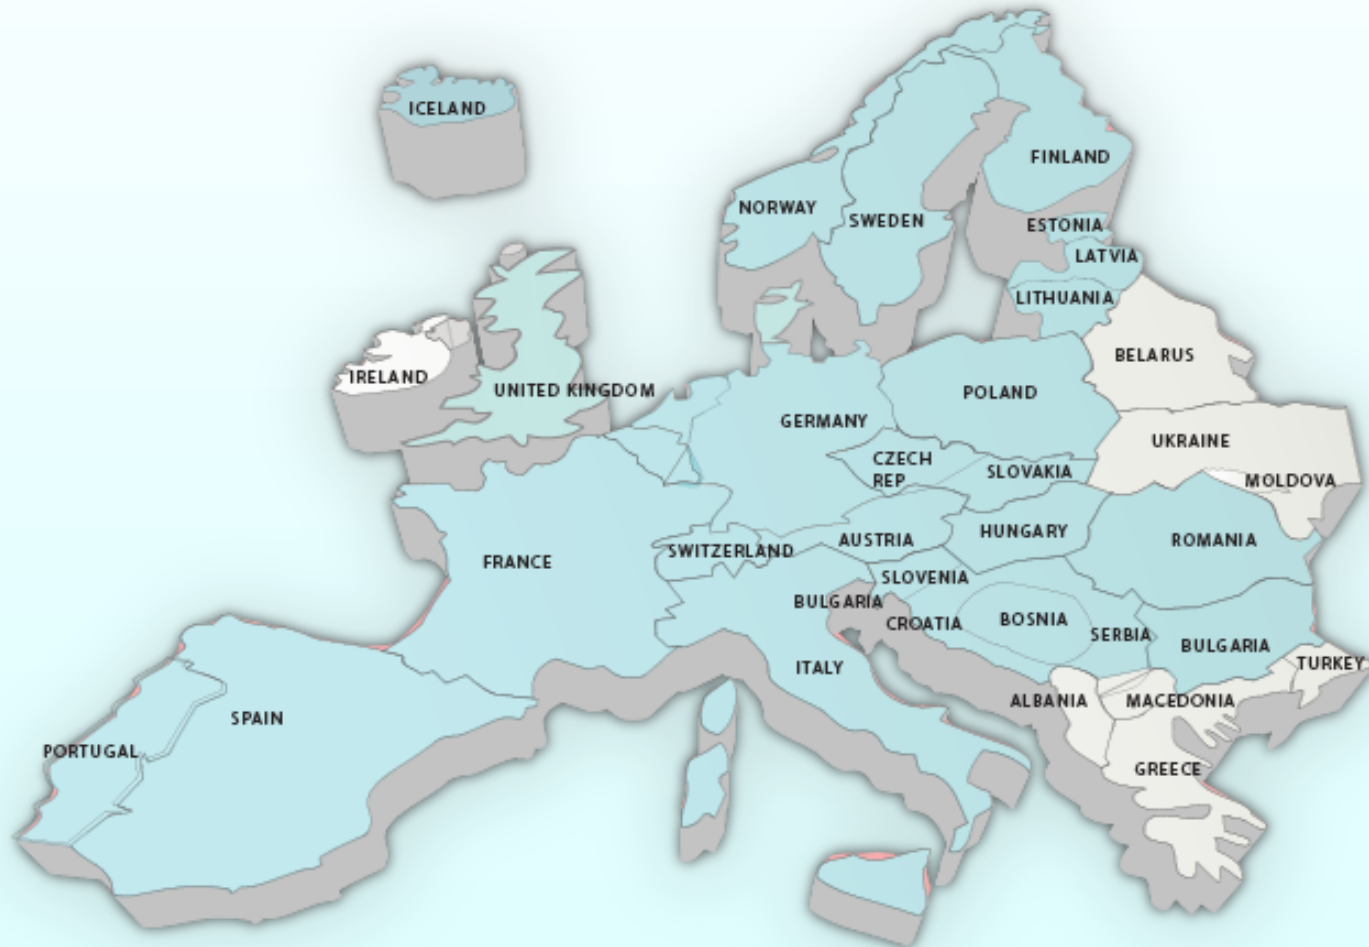 ICELAND
FINLAND
NORWAY
SWEDEN
ESTONIA
LATVIA
LITHUANIA
BELARUS
IRELAND
UNITED KINGDOM
POLAND
GERMANY
UKRAINE
CZECH
REP
SLOVAKIA
MOLDOVA
HUNGARY
AUSTRIA
ROMANIA
SWITZERLAND
FRANCE
SLOVENIA
BULGARIA
CROATIA
BOSNIA
SERBIA
BULGARIA
ITALY
TURKEY
ALBANIA
MACEDONIA
SPAIN
PORTUGAL
GREECE